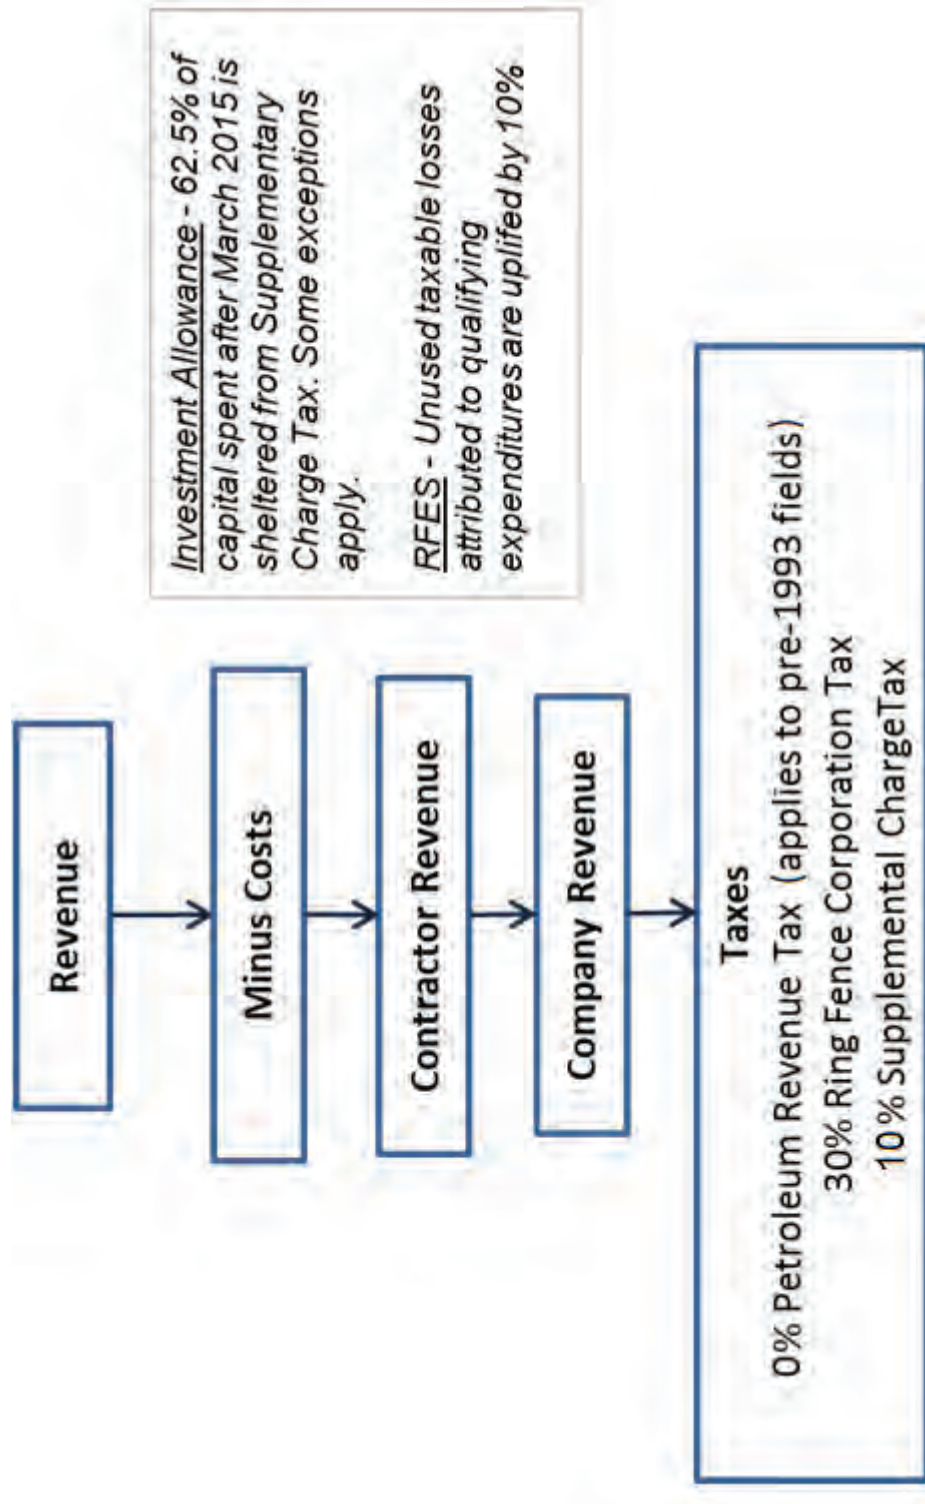 Revenue
Minus Costs
Contractor Revenue
Company Revenue
Taxes
0% Petroleum Revenue Tax (applies to pre-1993 fields)
30% Ring Fence Corporation Tax
10% Supplemental ChargeTax
Investment Allowance - 62.5% of
capital spent after March 2015 is
sheltered from Supplementary
Charge Tax. Some exceptions
apply.
RFES - Unused taxable losses
attributed to qualifying
expenditures are uplifed by 10%